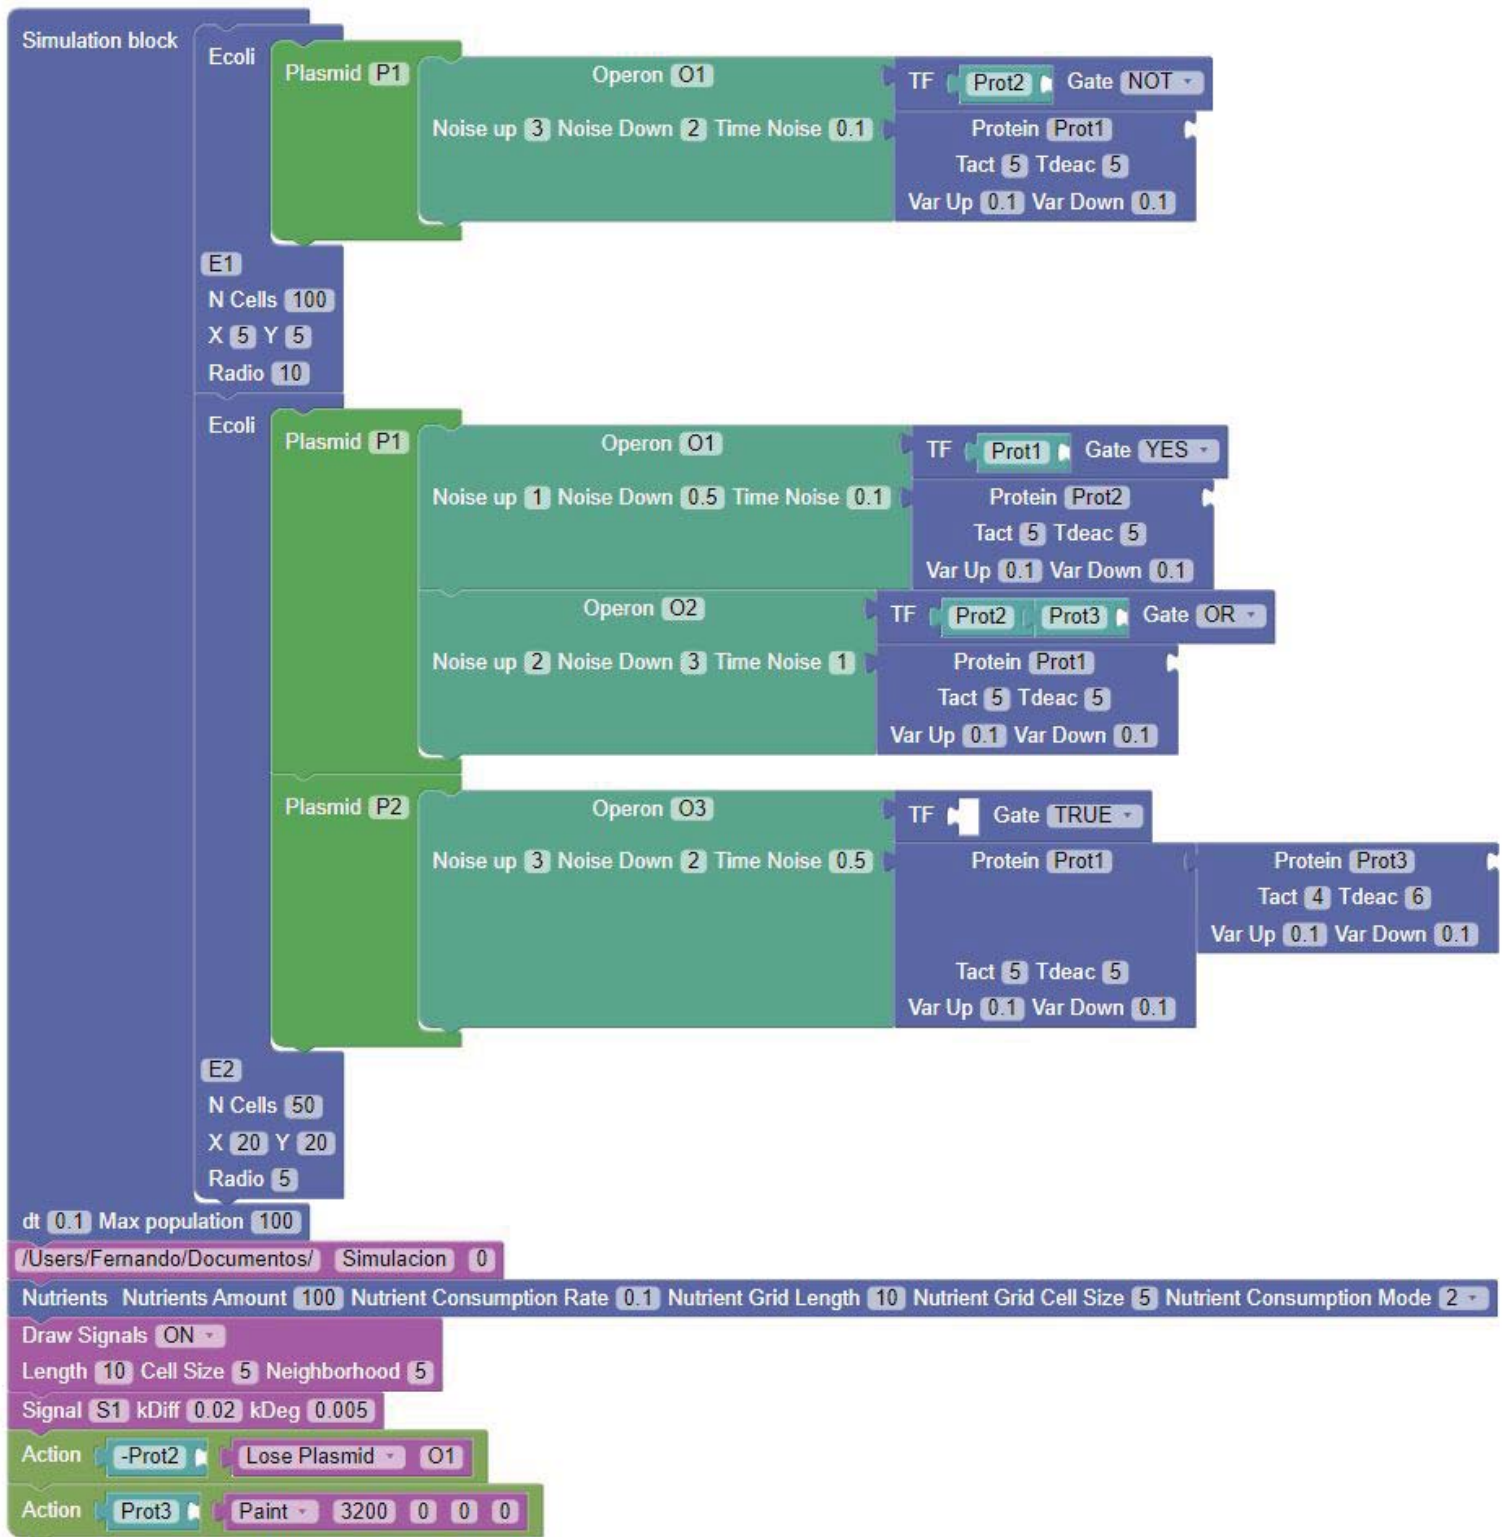 Simulation block
Ecoli
Plasmid P1
Operon O1
TF Prot2 Gate NOT
Noise up 3 Noise Down 2 Time Noise 0.1
Protein Prot1
Tact 5 Tdeac 5
Var Up 0.1 Var Down 0.1
E1
N Cells 100
X 5 Y 5
Radio 10
Ecoli
Plasmid P1
Operon O1
TF Prot1 Gate YES
Noise up 1 Noise Down 0.5 Time Noise 0.1
Protein Prot2
Tact 5 Tdeac 5
Var Up 0.1 Var Down 0.1
Operon O2
TF Prot2 Prot3 Gate OR
Noise up 2 Noise Down 3 Time Noise 1
Protein Prot1
Tact 5 Tdeac 5
Var Up 0.1 Var Down 0.1
Plasmid P2
Operon O3
TF Gate TRUE
Noise up 3 Noise Down 2 Time Noise 0.5
Protein Prot1
Protein Prot3
Tact 4 Tdeac 6
Var Up 0.1 Var Down 0.1
Tact 5 Tdeac 5
Var Up 0.1 Var Down 0.1
E2
N Cells 50
X 20 Y 20
Radio 5
dt 0.1 Max population 100
/Users/Fernando/Documentos/ Simulacion 0
Nutrients Nutrients Amount 100 Nutrient Consumption Rate 0.1 Nutrient Grid Length 10 Nutrient Grid Cell Size 5 Nutrient Consumption Mode 2
Draw Signals ON
Length 10 Cell Size 5 Neighborhood 5
Signal S1 kDiff 0.02 kDeg 0.005
Action -Prot2 Lose Plasmid O1
Action Prot3 Paint 3200 0 0 0